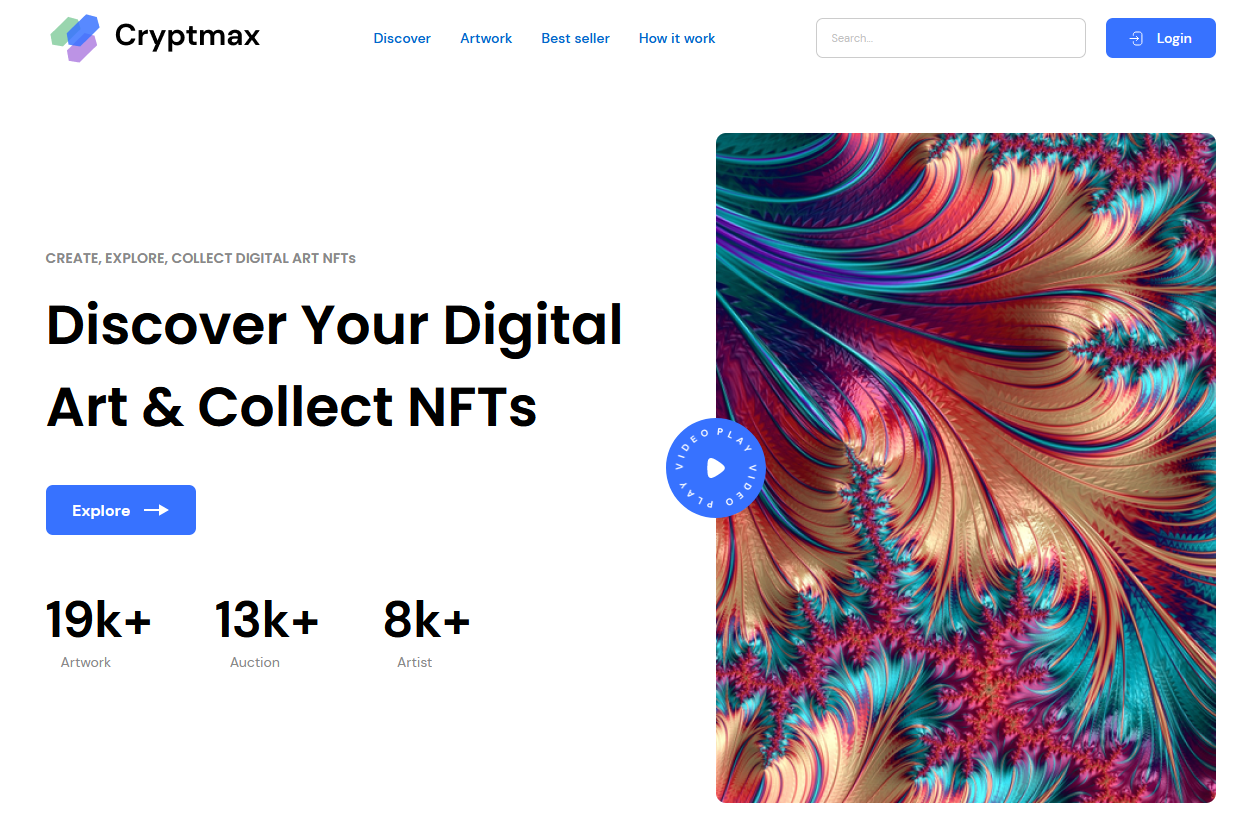 Cryptmax
Discover Artwork Best seller How it work
Search...
Login
CREATE, EXPLORE, COLLECT DIGITAL ART NFTs
Discover Your Digital
Art & Collect NFTs
VIDEO PLAY VIDEO PLAY
Explore
19k+ 13k+ 8k+
Artwork Auction Artist